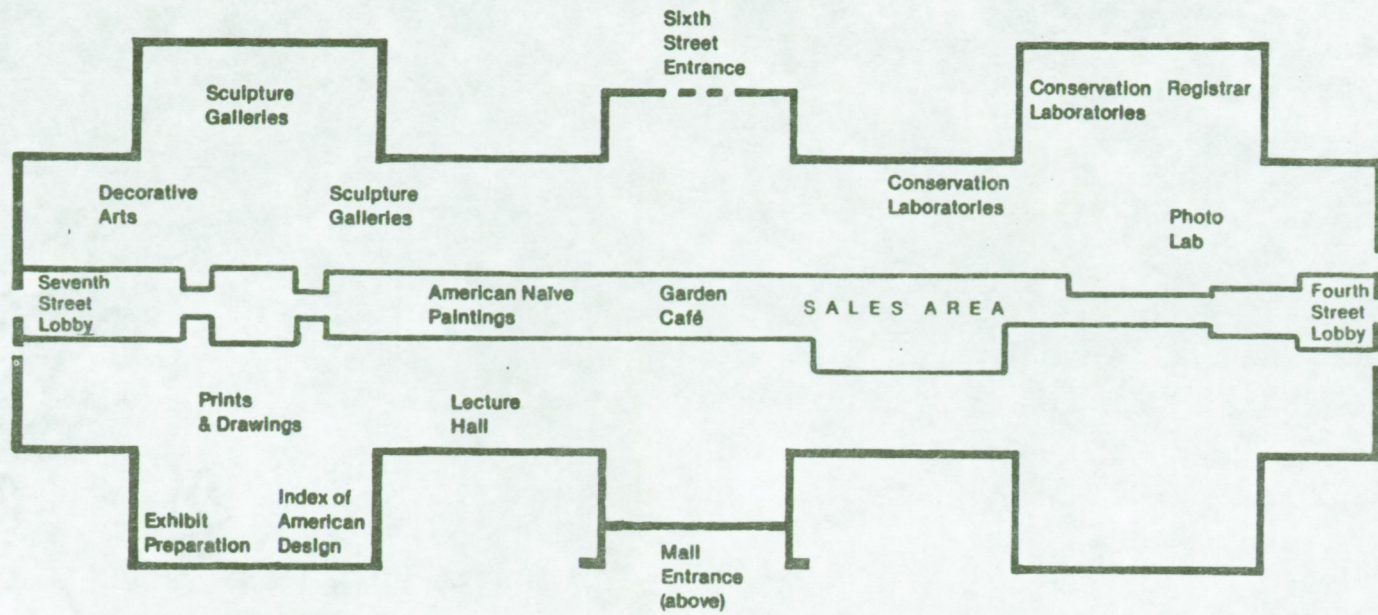 Sixth
Street
Entrance
Sculpture
Galleries
Conservation
Laboratories
Registrar
Decorative
Arts
Sculpture
Galleries
Conservation
Laboratories
Photo
Lab
Seventh
Street
Lobby
American Naïve
Paintings
Garden
Café
SALES AREA
Fourth
Street
Lobby
Prints
& Drawings
Lecture
Hall
Exhibit
Preparation
Index of
American
Design
Mall
Entrance
(above)